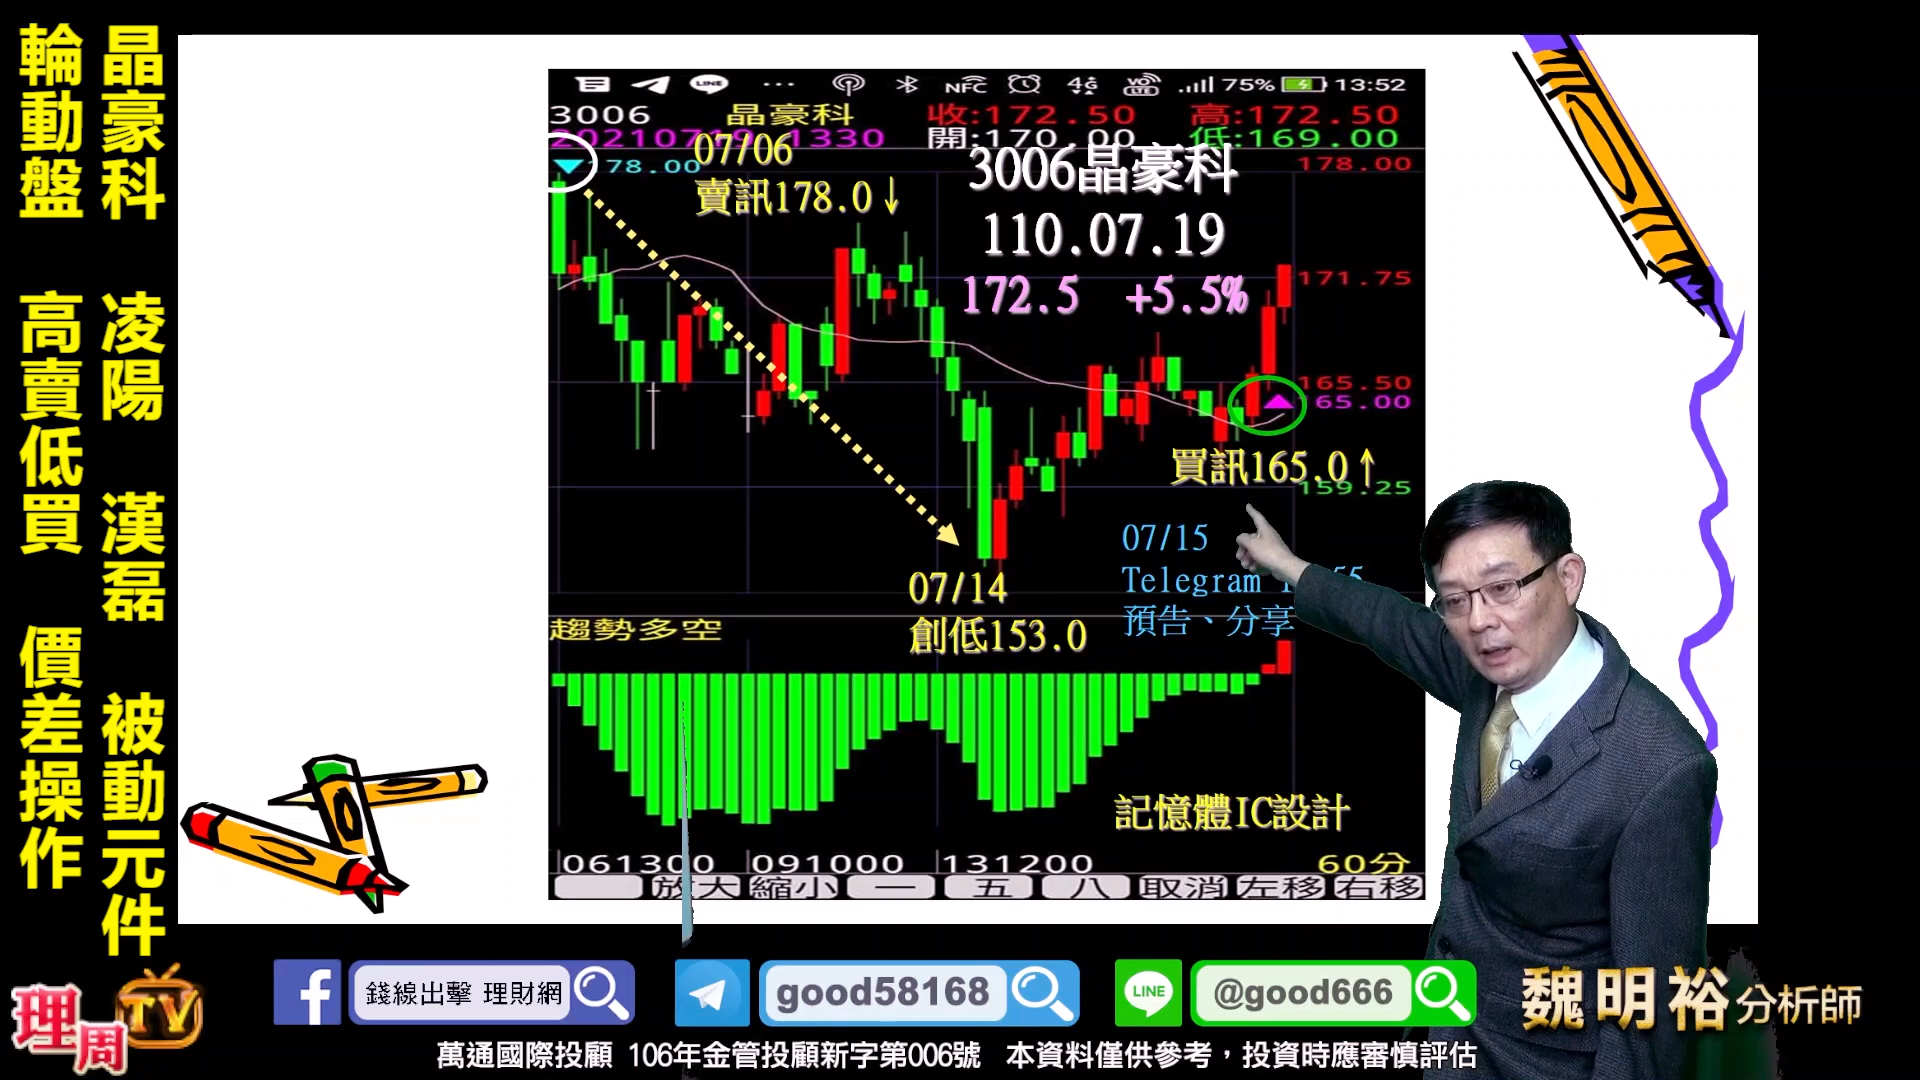 晶豪科 凌陽 漢磊 被動元件
輪動盤 高賣低買 價差操作
LINE
NFC
4G
VO LTE
75%
13:52
3006 晶豪科 收:172.50 高:172.50
1330 開:170.00 低:169.00
78.00
178.00
07/06
賣訊178.0↓
3006晶豪科
110.07.19
172.5 +5.5%
171.75
165.50
65.00
買訊165.0↑
159.25
07/15
Telegram
預告、分享
07/14
創低153.0
趨勢多空
記憶體IC設計
061300 091000 131200 60分
放大 縮小 一 五 八 取消 左移 右移
理周TV
錢線出擊 理財網
good58168
LINE
@good666
魏明裕分析師
萬通國際投顧 106年金管投顧新字第006號 本資料僅供參考，投資時應審慎評估